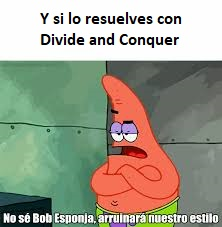 Y si lo resuelves con
Divide and Conquer
No sé Bob Esponja, arruinará nuestro estilo